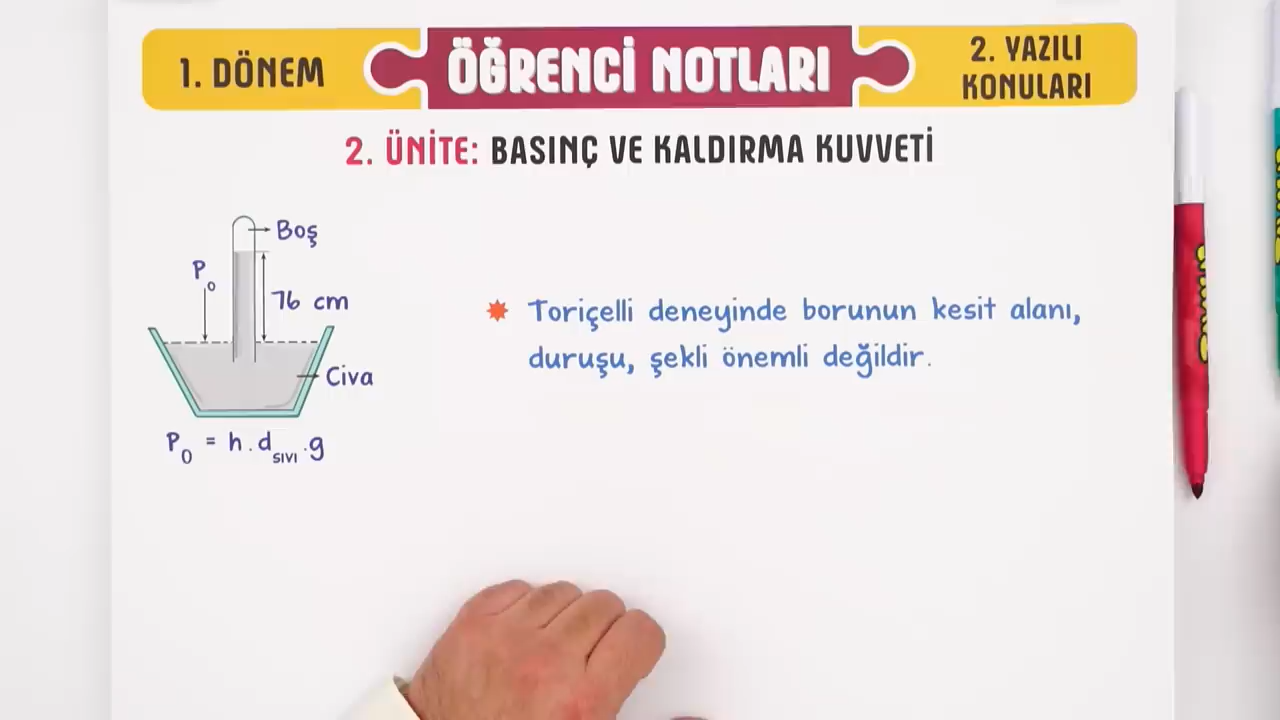 1. DÖNEM
ÖĞRENCİ NOTLARI
2. YAZILI
KONULARI
2. ÜNİTE: BASINÇ VE KALDIRMA KUVVETİ
Boş
P₀
76 cm
Civa
P₀ = h.d_SIVI.g
Toriçelli deneyinde borunun kesit alanı,
duruşu, şekli önemli değildir.